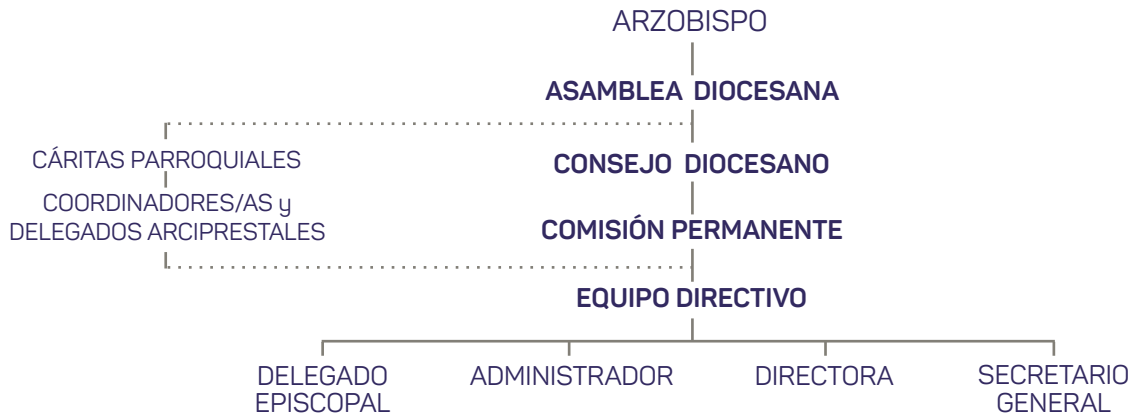 ARZOBISPO
ASAMBLEA DIOCESANA
CÁRITAS PARROQUIALES
CONSEJO DIOCESANO
COORDINADORES/AS y
DELEGADOS ARCIPRESTALES
COMISIÓN PERMANENTE
EQUIPO DIRECTIVO
DELEGADO
EPISCOPAL
ADMINISTRADOR
DIRECTORA
SECRETARIO
GENERAL